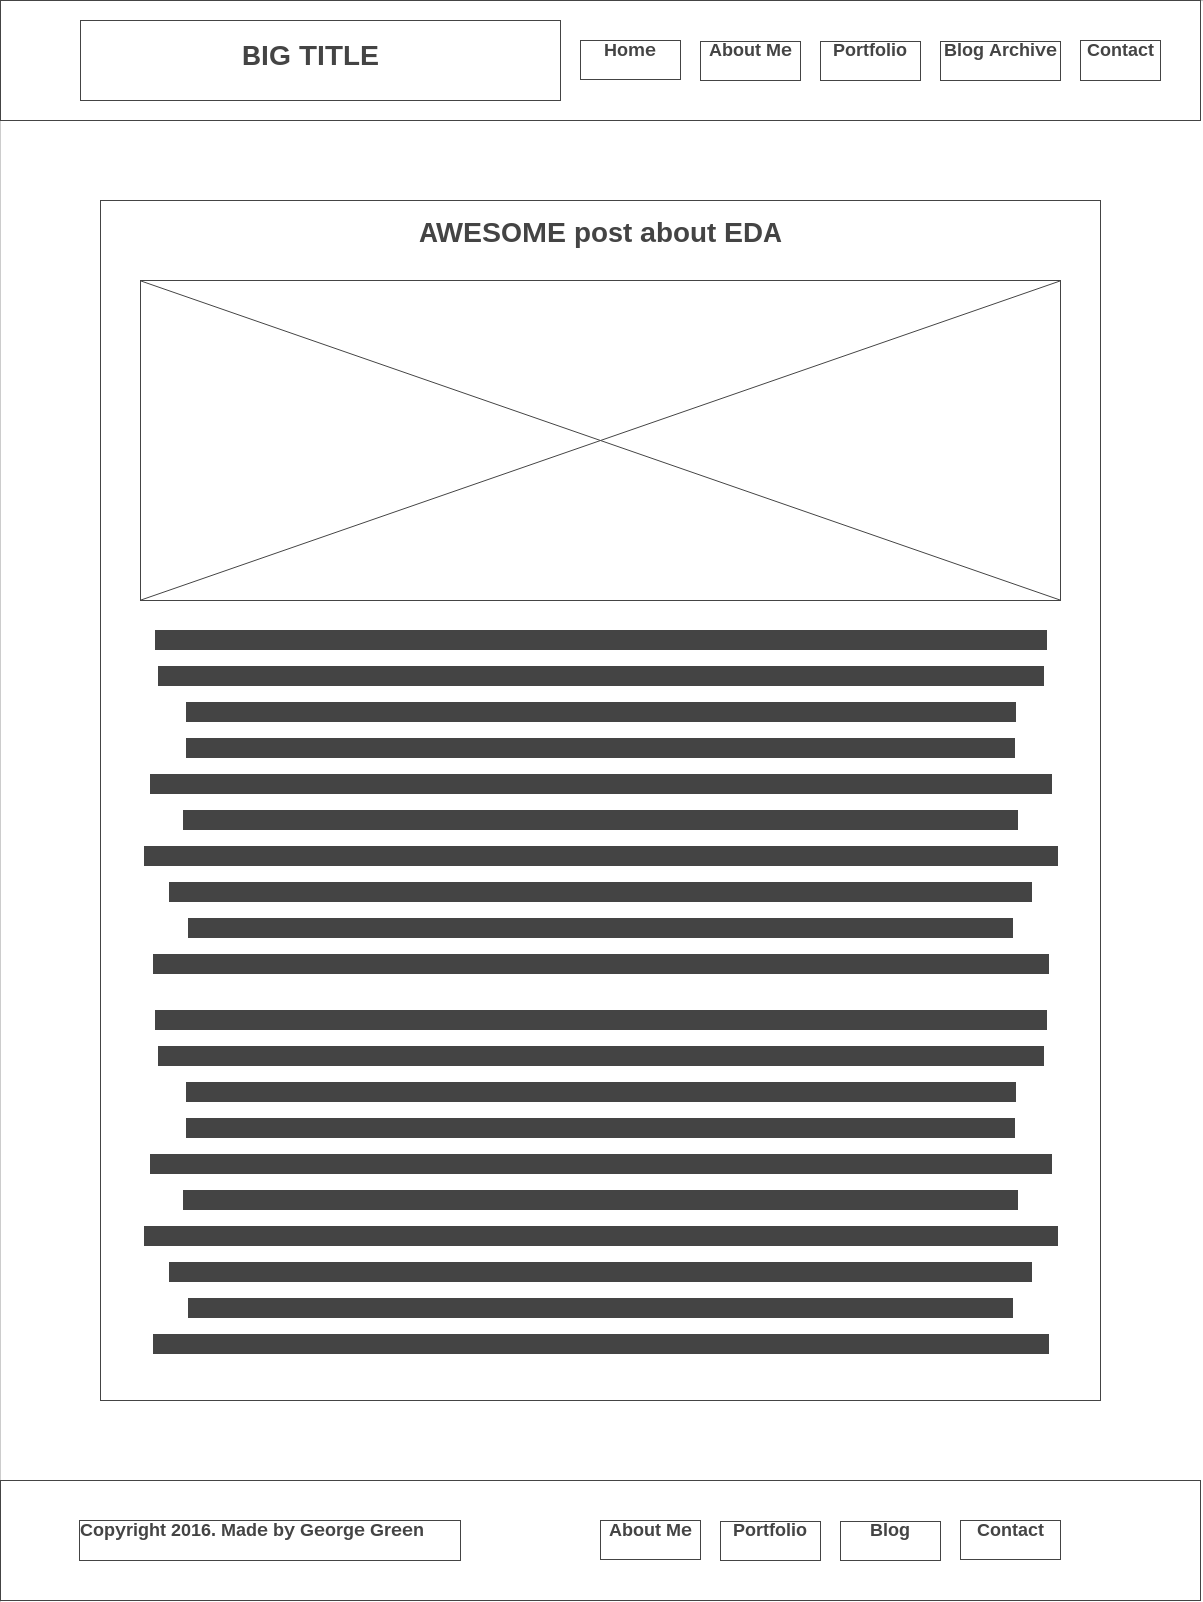 BIG TITLE
Home
About Me
Portfolio
Blog Archive
Contact
AWESOME post about EDA
Copyright 2016. Made by George Green
About Me
Portfolio
Blog
Contact